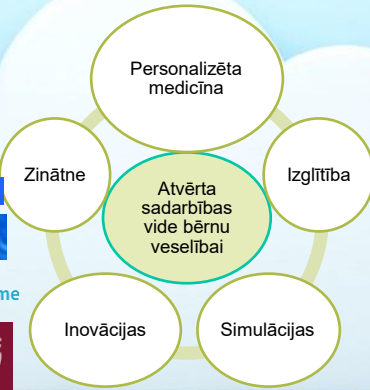 Personalizēta
medicīna
Zinātne
Izglītība
Atvērta
sadarbības
vide bērnu
veselībai
me
Inovācijas
Simulācijas